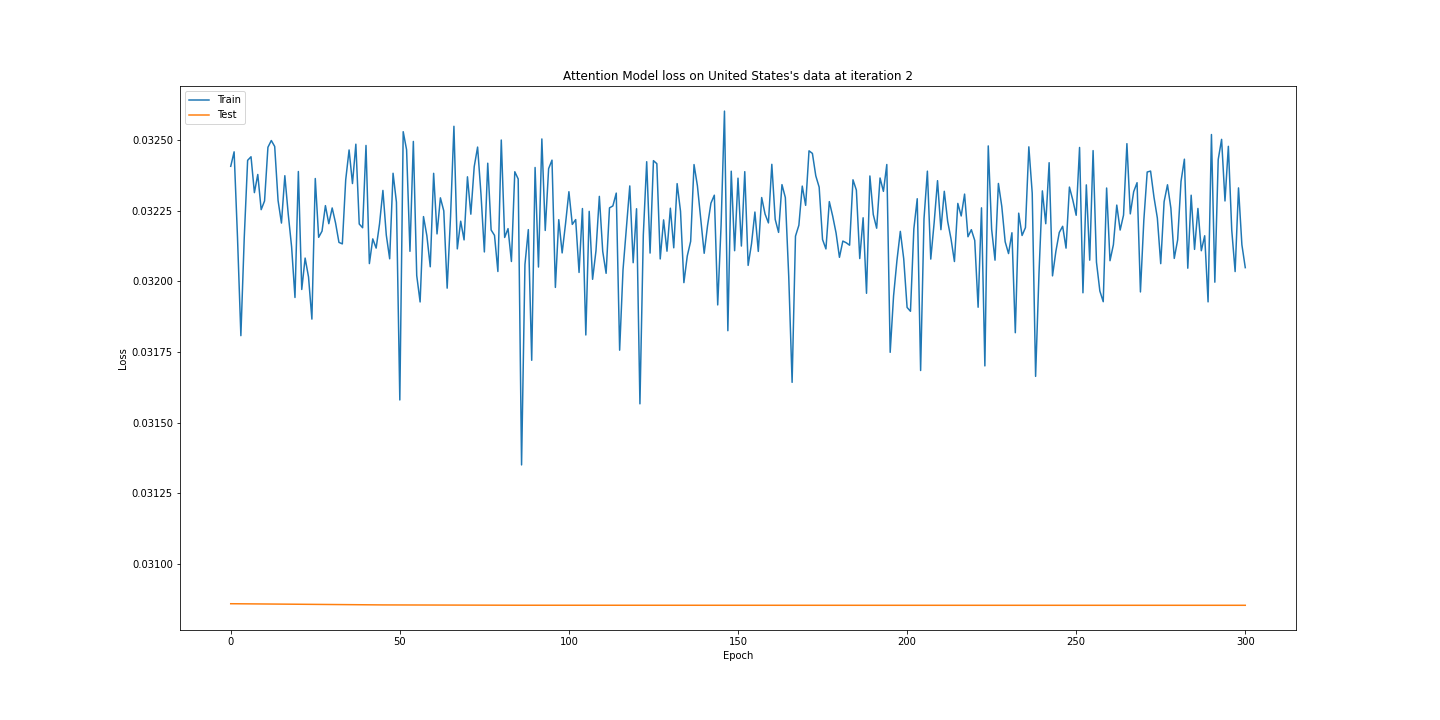 Attention Model loss on United States's data at iteration 2
Train
Test
0.03250
0.03225
0.03200
0.03175
0.03150
0.03125
0.03100
Loss
0 50 100 150 200 250 300
Epoch